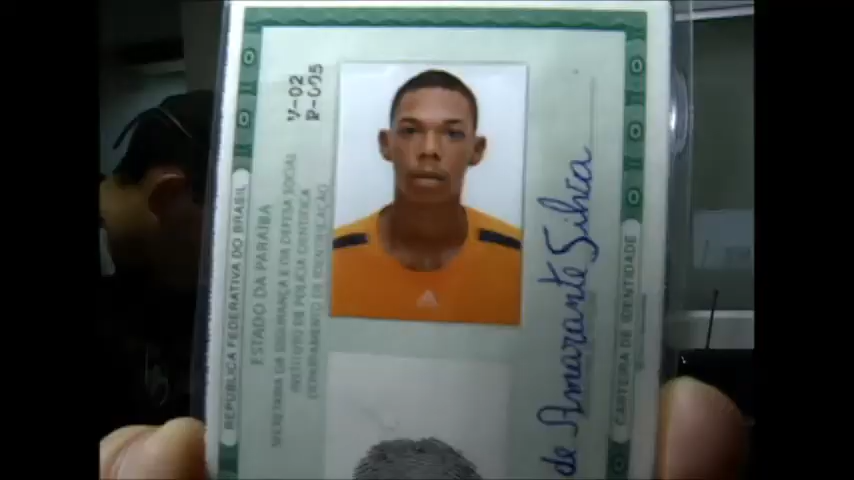 REPÚBLICA FEDERATIVA DO BRASIL
ESTADO DA PARAÍBA
SECRETARIA DA SEGURANÇA E DA DEFESA SOCIAL
INSTITUTO DE POLÍCIA CIENTÍFICA
DEPARTAMENTO DE IDENTIFICAÇÃO
V-02
P-005
de Amarante Silva
CARTEIRA DE IDENTIDADE